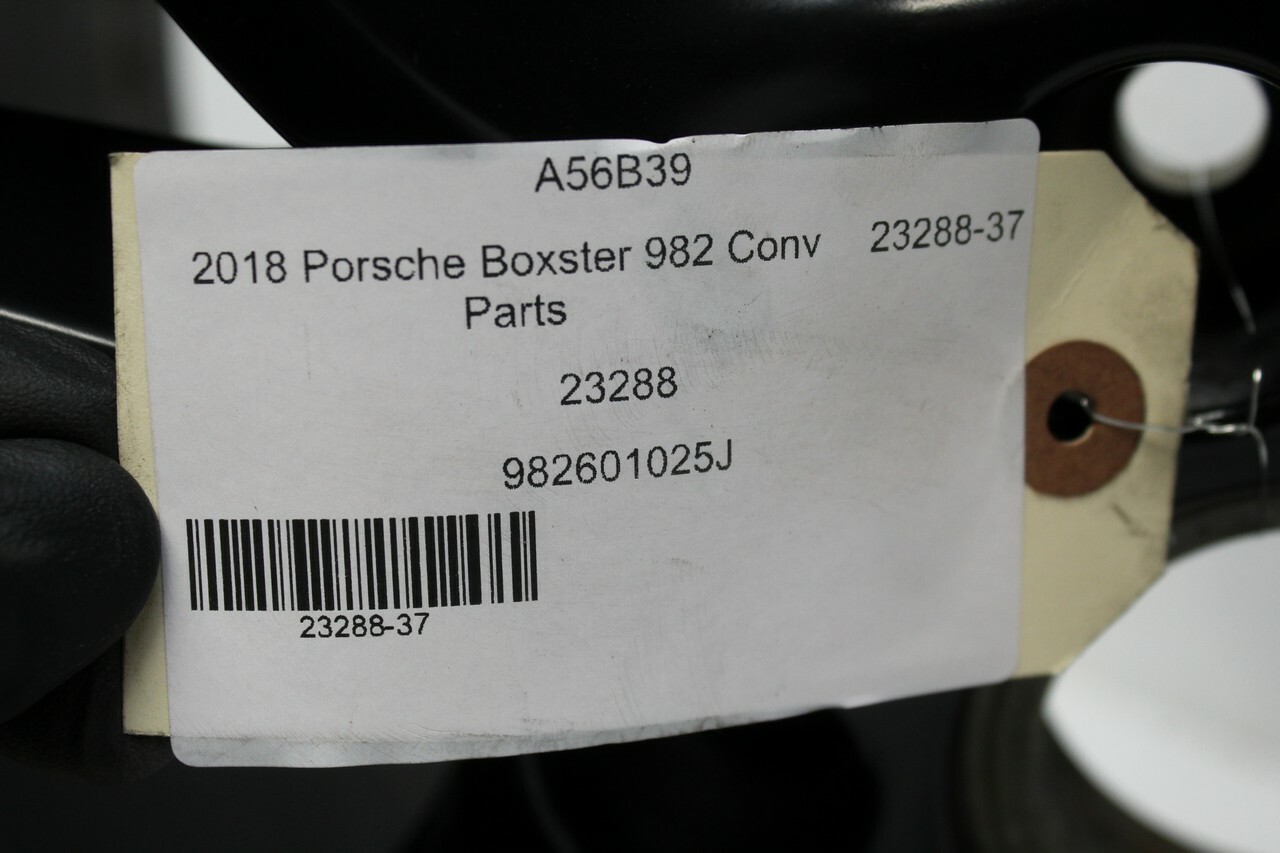 A56B39
2018 Porsche Boxster 982 Conv 23288-37
Parts
23288
982601025J
23288-37